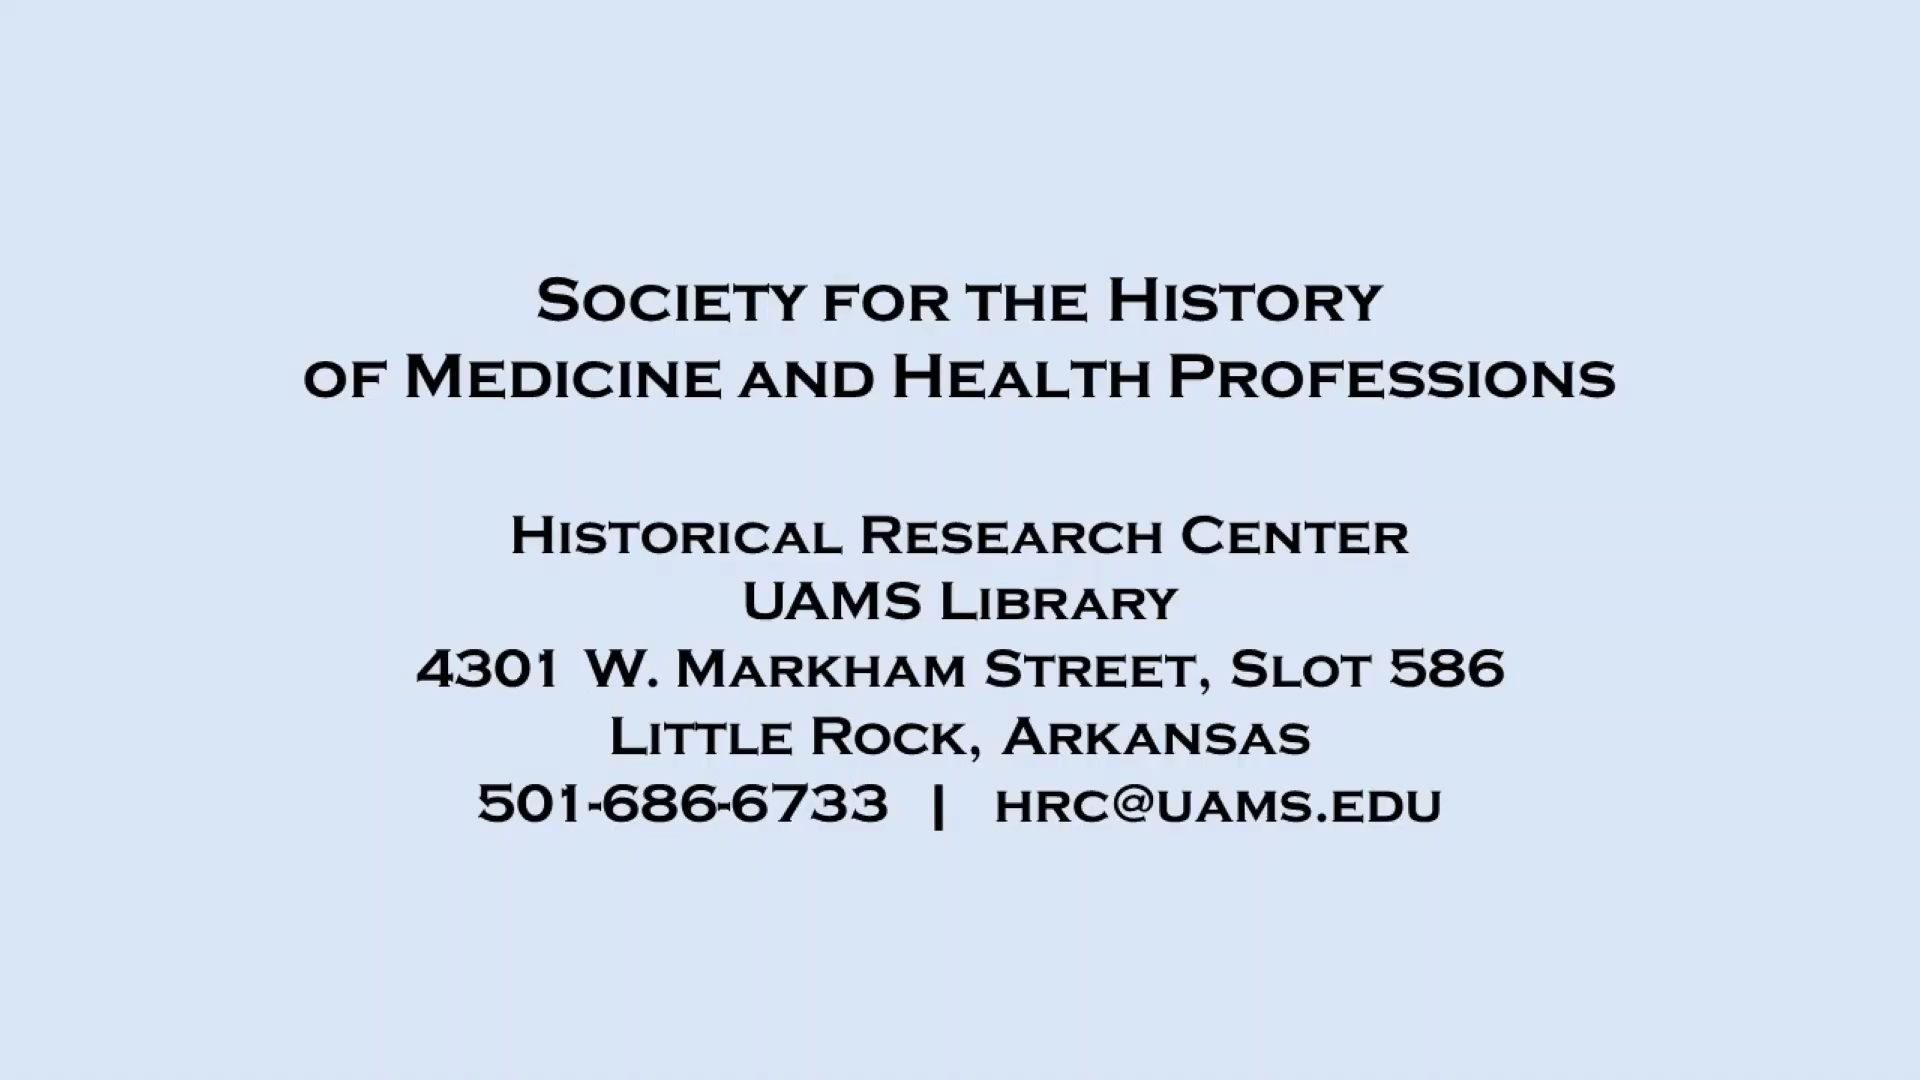 Society for the History
of Medicine and Health Professions
Historical Research Center
UAMS Library
4301 W. Markham Street, Slot 586
Little Rock, Arkansas
501-686-6733 | hrc@uams.edu